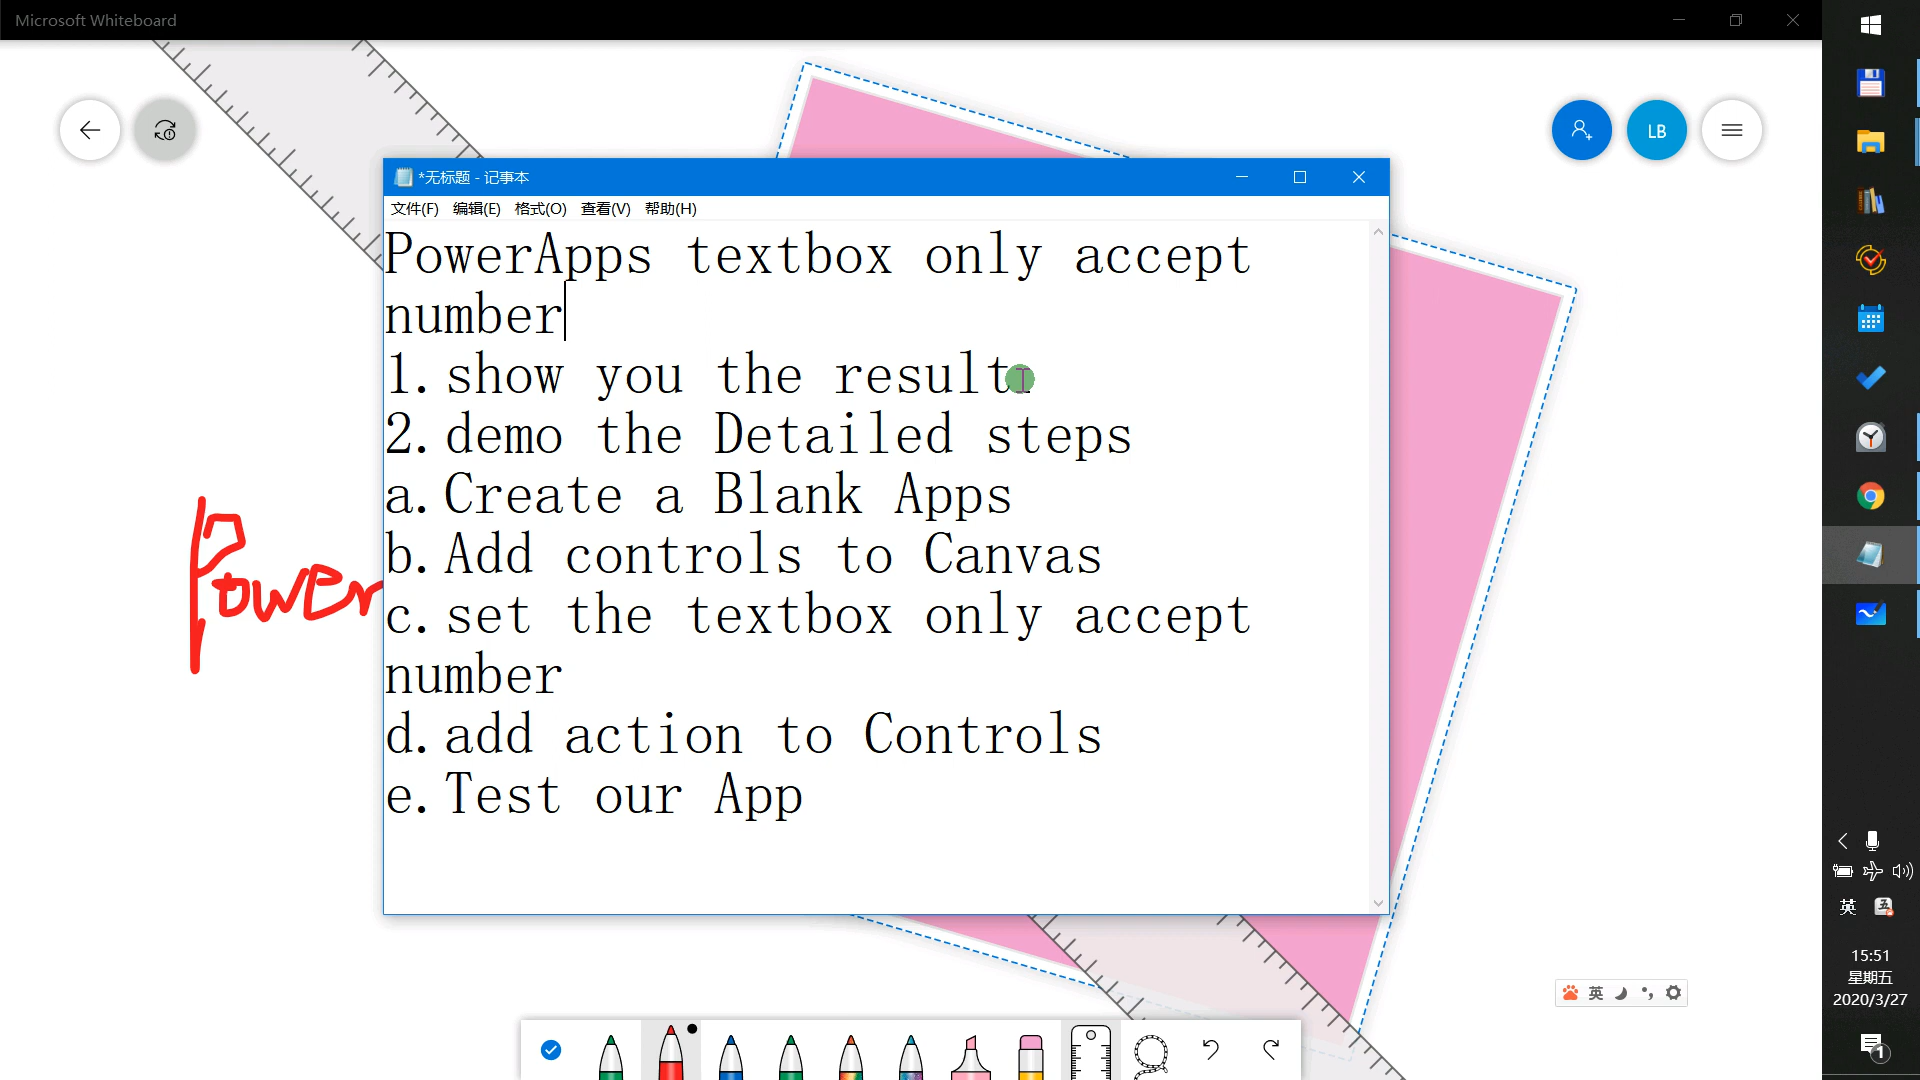 Microsoft Whiteboard
LB
*无标题 - 记事本
文件(F) 编辑(E) 格式(O) 查看(V) 帮助(H)
PowerApps textbox only accept
number
1.show you the result
2.demo the Detailed steps
a.Create a Blank Apps
b.Add controls to Canvas
c.set the textbox only accept
number
d.add action to Controls
e.Test our App
Power
英
英
15:51
星期五
2020/3/27
1